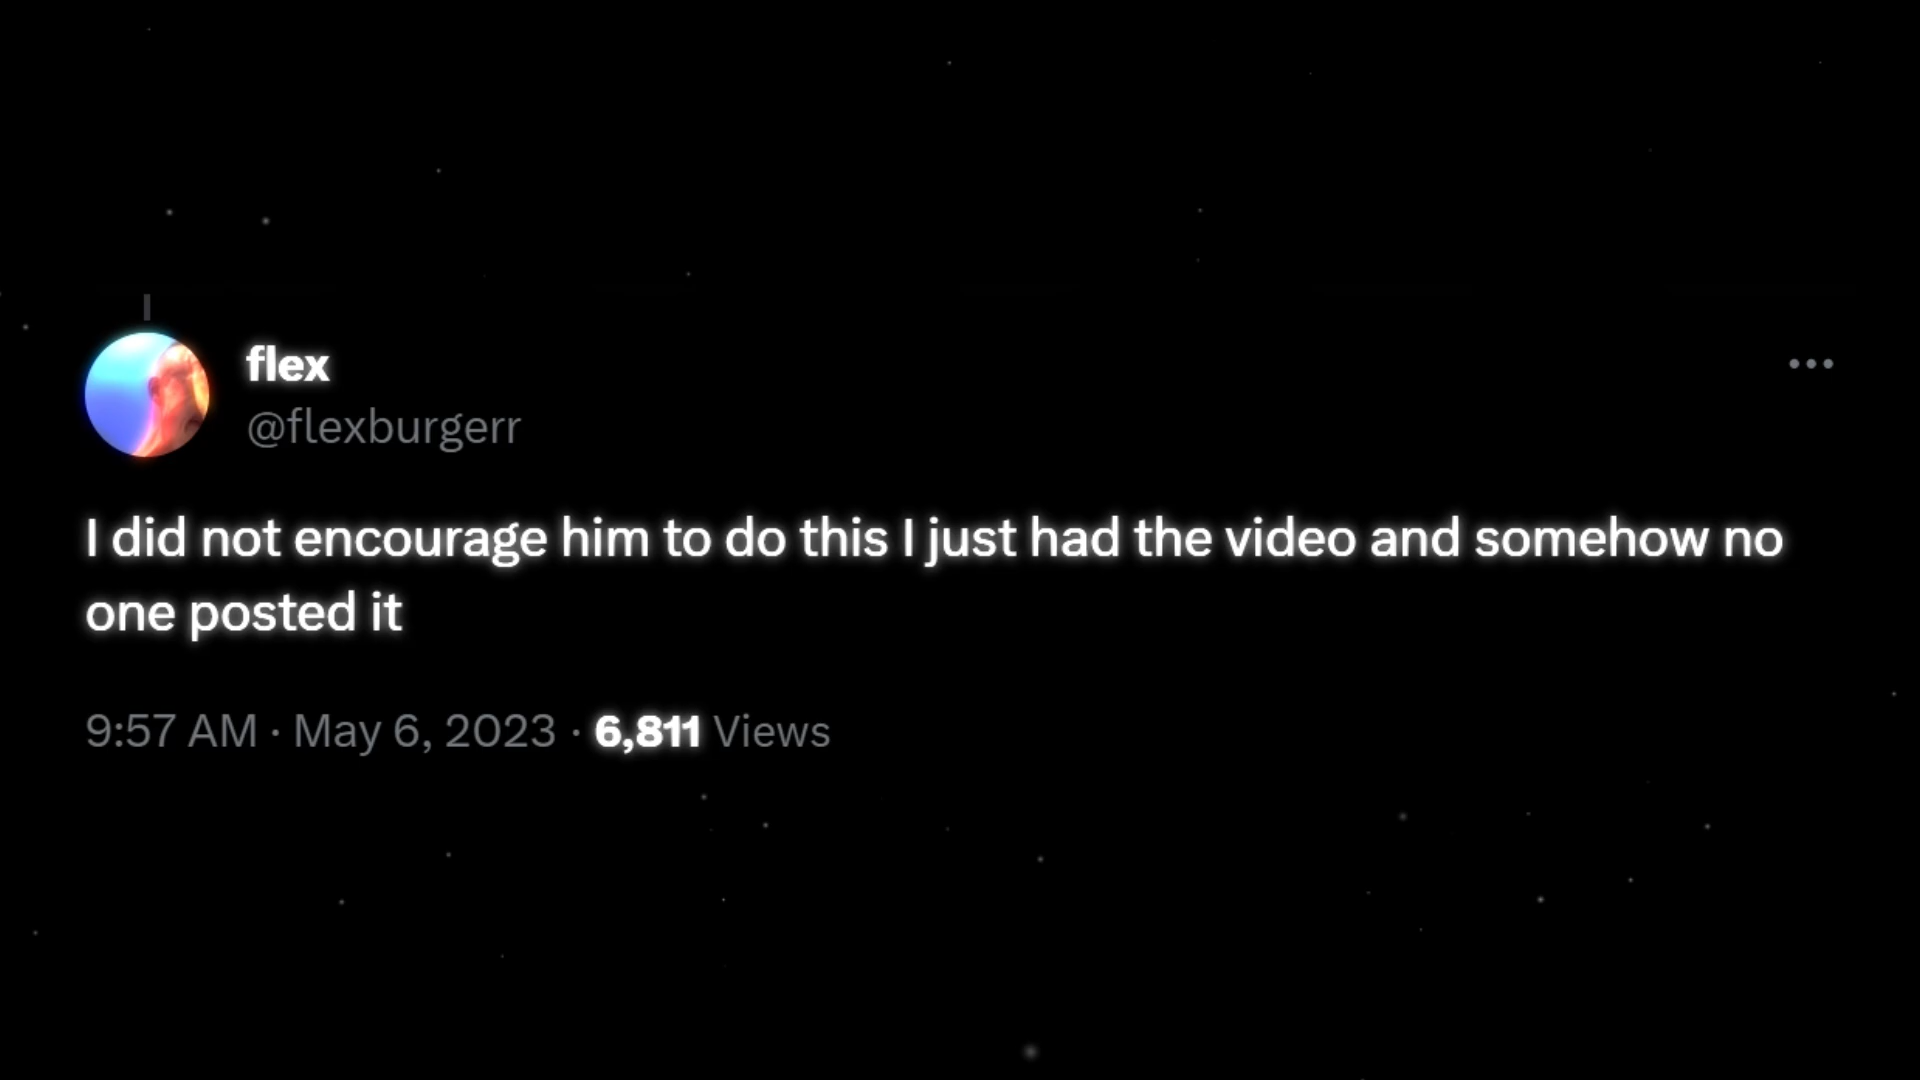 flex
@flexburgerr
I did not encourage him to do this I just had the video and somehow no
one posted it
9:57 AM · May 6, 2023 · 6,811 Views